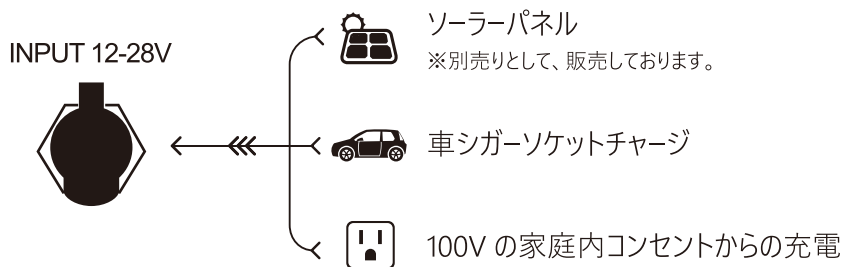 INPUT 12-28V
ソーラーパネル
※別売りとして、販売しております。
車シガーソケットチャージ
100V の家庭内コンセントからの充電